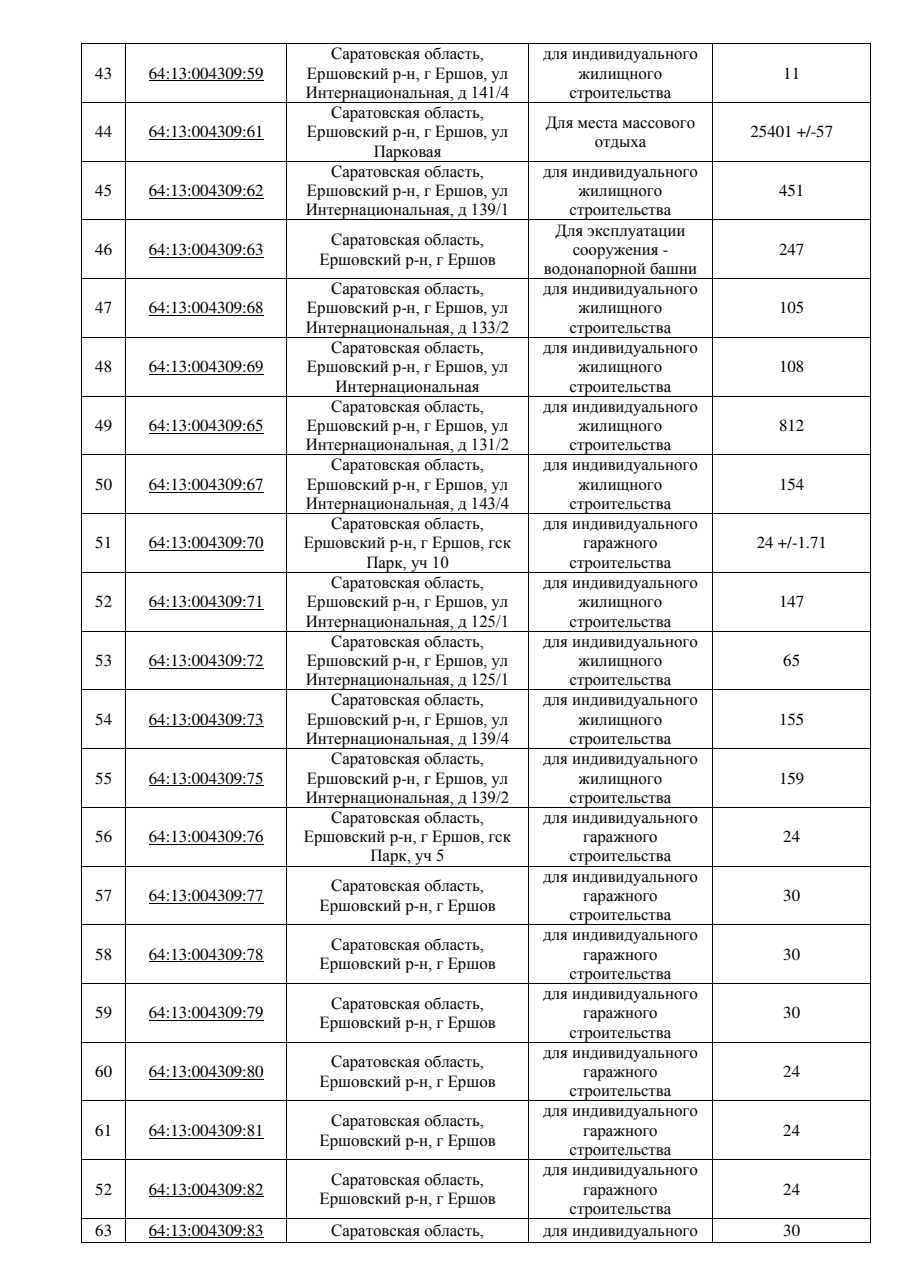 43 64:13:004309:59 Саратовская область, Ершовский р-н, г Ершов, ул Интернациональная, д 141/4 для индивидуального жилищного строительства 11
44 64:13:004309:61 Саратовская область, Ершовский р-н, г Ершов, ул Парковая Для места массового отдыха 25401 +/-57
45 64:13:004309:62 Саратовская область, Ершовский р-н, г Ершов, ул Интернациональная, д 139/1 для индивидуального жилищного строительства 451
46 64:13:004309:63 Саратовская область, Ершовский р-н, г Ершов Для эксплуатации сооружения - водонапорной башни 247
47 64:13:004309:68 Саратовская область, Ершовский р-н, г Ершов, ул Интернациональная, д 133/2 для индивидуального жилищного строительства 105
48 64:13:004309:69 Саратовская область, Ершовский р-н, г Ершов, ул Интернациональная для индивидуального жилищного строительства 108
49 64:13:004309:65 Саратовская область, Ершовский р-н, г Ершов, ул Интернациональная, д 131/2 для индивидуального жилищного строительства 812
50 64:13:004309:67 Саратовская область, Ершовский р-н, г Ершов, ул Интернациональная, д 143/4 для индивидуального жилищного строительства 154
51 64:13:004309:70 Саратовская область, Ершовский р-н, г Ершов, гск Парк, уч 10 для индивидуального гаражного строительства 24 +/-1.71
52 64:13:004309:71 Саратовская область, Ершовский р-н, г Ершов, ул Интернациональная, д 125/1 для индивидуального жилищного строительства 147
53 64:13:004309:72 Саратовская область, Ершовский р-н, г Ершов, ул Интернациональная, д 125/1 для индивидуального жилищного строительства 65
54 64:13:004309:73 Саратовская область, Ершовский р-н, г Ершов, ул Интернациональная, д 139/4 для индивидуального жилищного строительства 155
55 64:13:004309:75 Саратовская область, Ершовский р-н, г Ершов, ул Интернациональная, д 139/2 для индивидуального жилищного строительства 159
56 64:13:004309:76 Саратовская область, Ершовский р-н, г Ершов, гск Парк, уч 5 для индивидуального гаражного строительства 24
57 64:13:004309:77 Саратовская область, Ершовский р-н, г Ершов для индивидуального гаражного строительства 30
58 64:13:004309:78 Саратовская область, Ершовский р-н, г Ершов для индивидуального гаражного строительства 30
59 64:13:004309:79 Саратовская область, Ершовский р-н, г Ершов для индивидуального гаражного строительства 30
60 64:13:004309:80 Саратовская область, Ершовский р-н, г Ершов для индивидуального гаражного строительства 24
61 64:13:004309:81 Саратовская область, Ершовский р-н, г Ершов для индивидуального гаражного строительства 24
52 64:13:004309:82 Саратовская область, Ершовский р-н, г Ершов для индивидуального гаражного строительства 24
63 64:13:004309:83 Саратовская область, для индивидуального 30